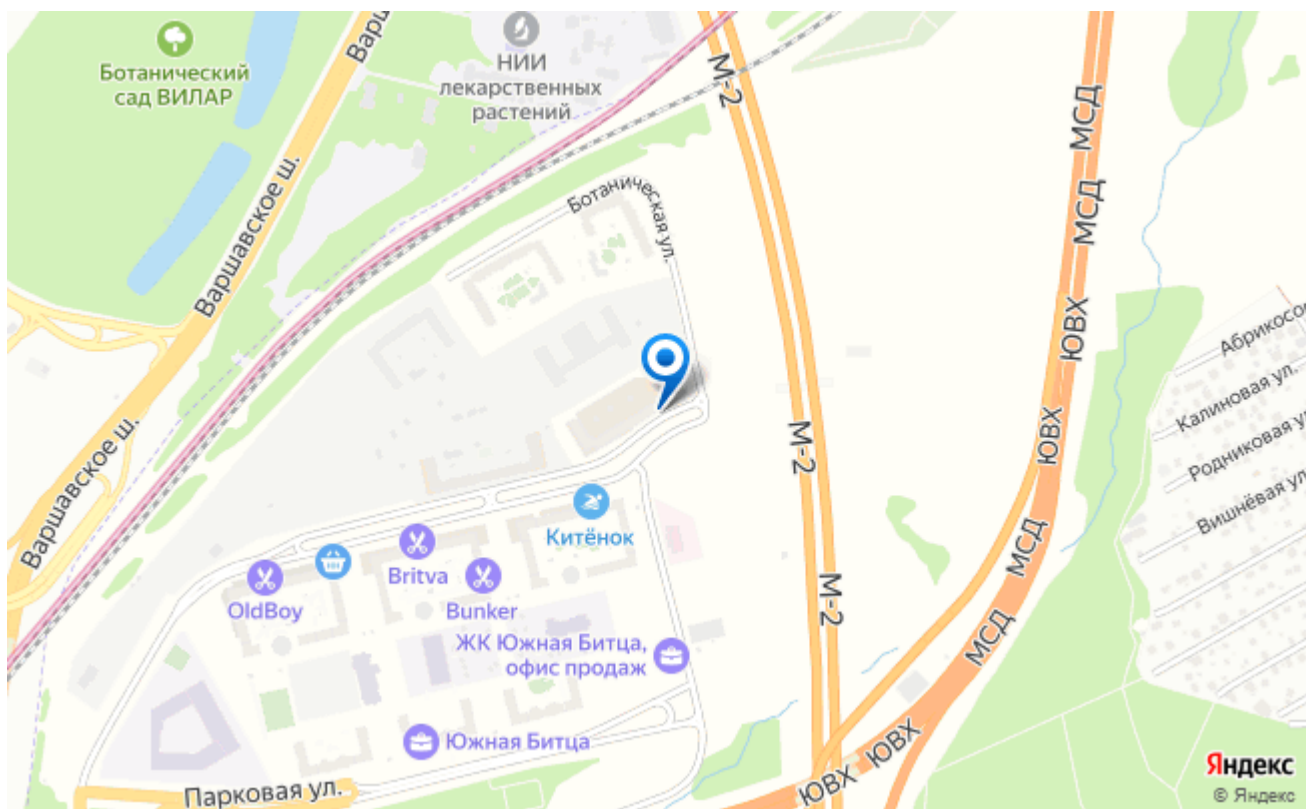 Ботанический
сад ВИЛАР
НИИ
лекарственных
растений
Варшавское ш.
Варшавское ш.
М-2
М-2
М-2
М-2
Ботаническая ул.
МСД
МСД
ЮВХ
ЮВХ
МСД
МСД
ЮВХ
ЮВХ
Калиновая ул.
Вишнёвая ул.
Китёнок
Britva
OldBoy
Bunker
ЖК Южная Битца,
офис продаж
Южная Битца
Парковая ул.
Яндекс
© Яндекс